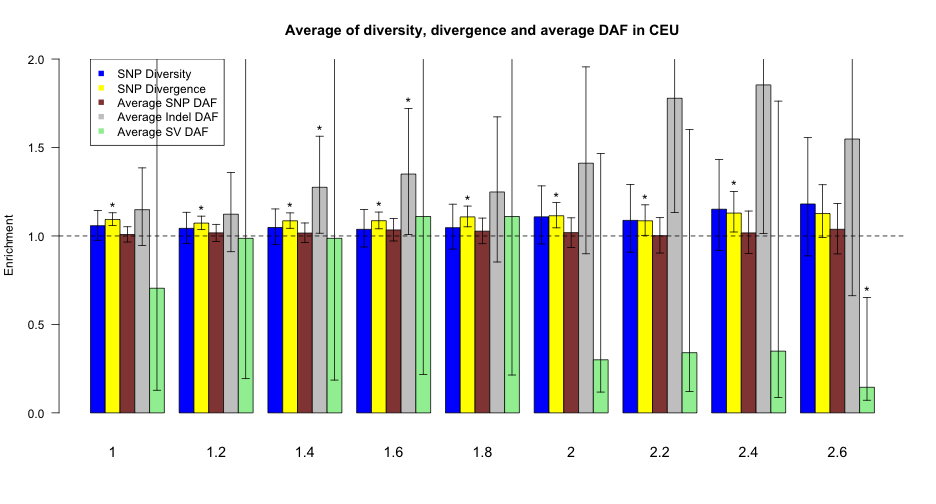 Average of diversity, divergence and average DAF in CEU
Enrichment
2.0
1.5
1.0
0.5
0.0
SNP Diversity
SNP Divergence
Average SNP DAF
Average Indel DAF
Average SV DAF
* * * * * * * * * * *
1 1.2 1.4 1.6 1.8 2 2.2 2.4 2.6